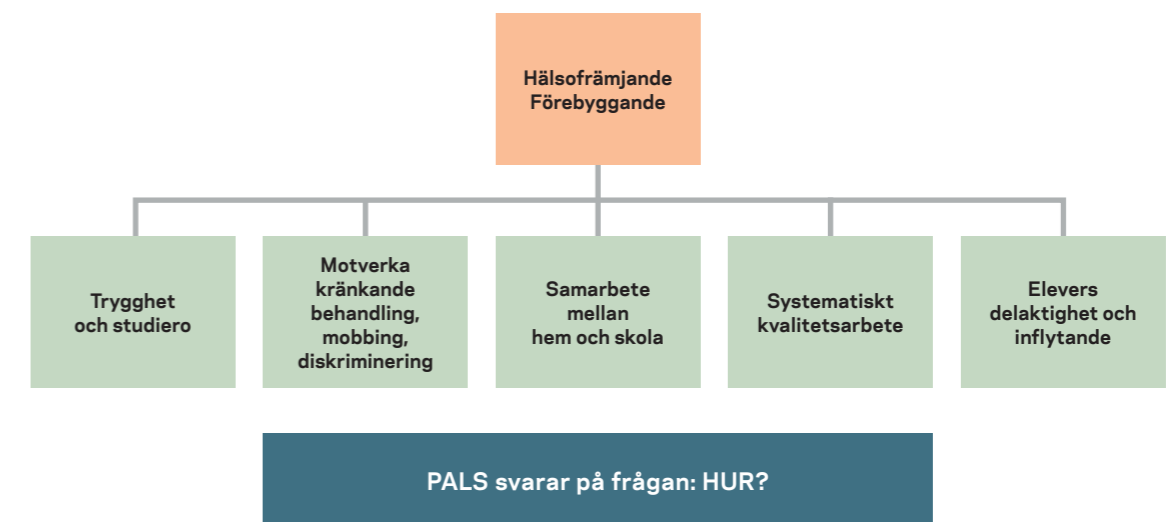 Hälsofrämjande
Förebyggande
Trygghet
och studiero
Motverka
kränkande
behandling,
mobbing,
diskriminering
Samarbete
mellan
hem och skola
Systematiskt
kvalitetsarbete
Elevers
delaktighet och
inflytande
PALS svarar på frågan: HUR?